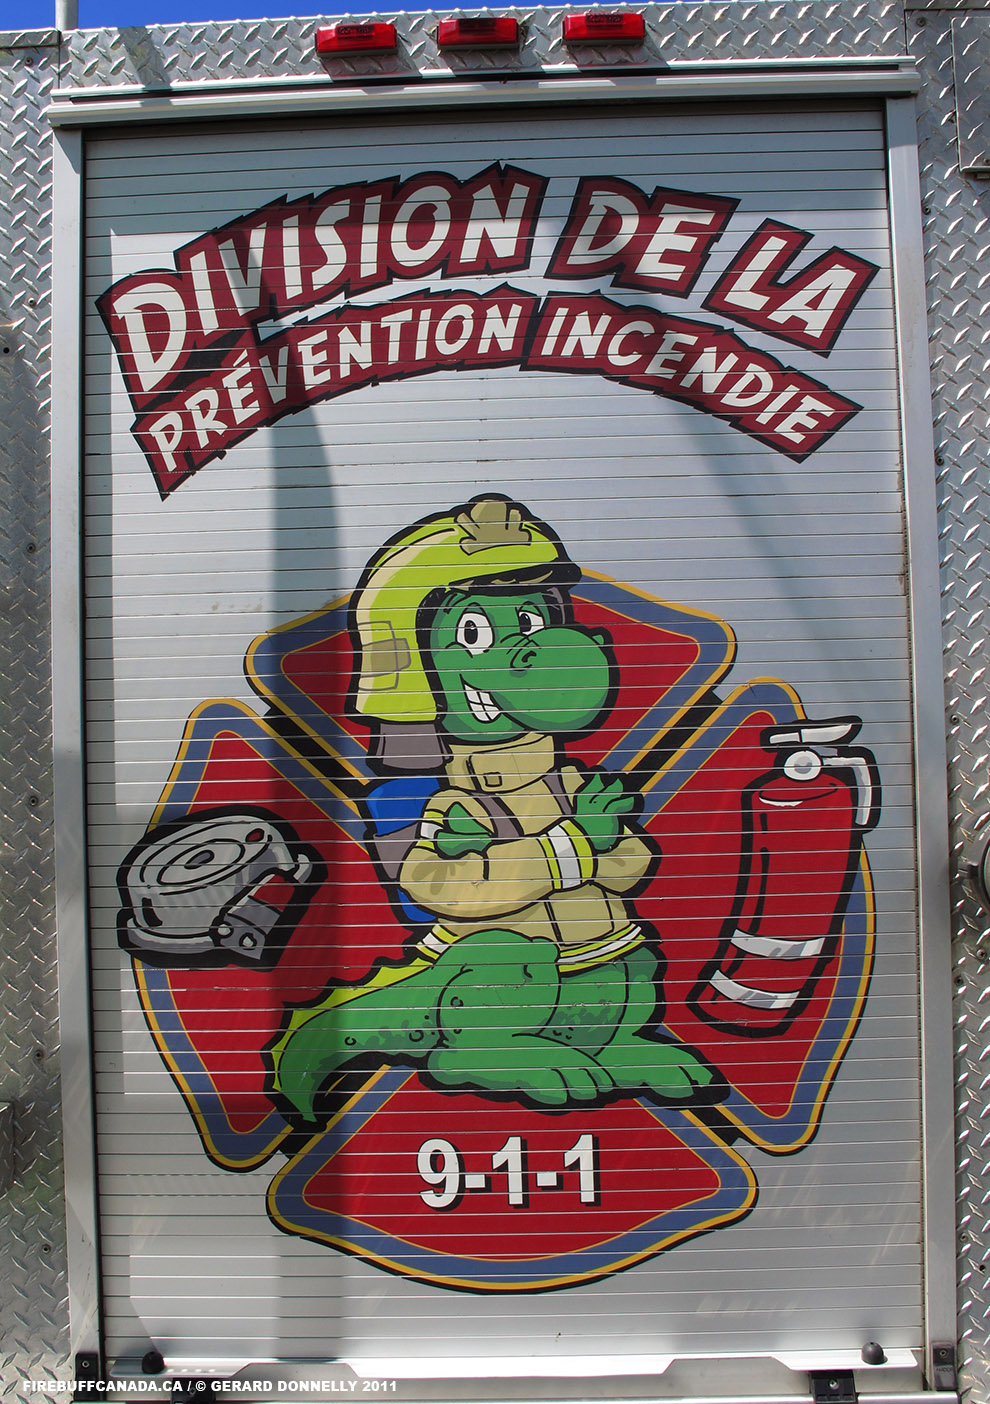 DIVISION DE LA
PRÉVENTION INCENDIE
9-1-1
FIREBUFFCANADA.CA / © GERARD DONNELLY 2011